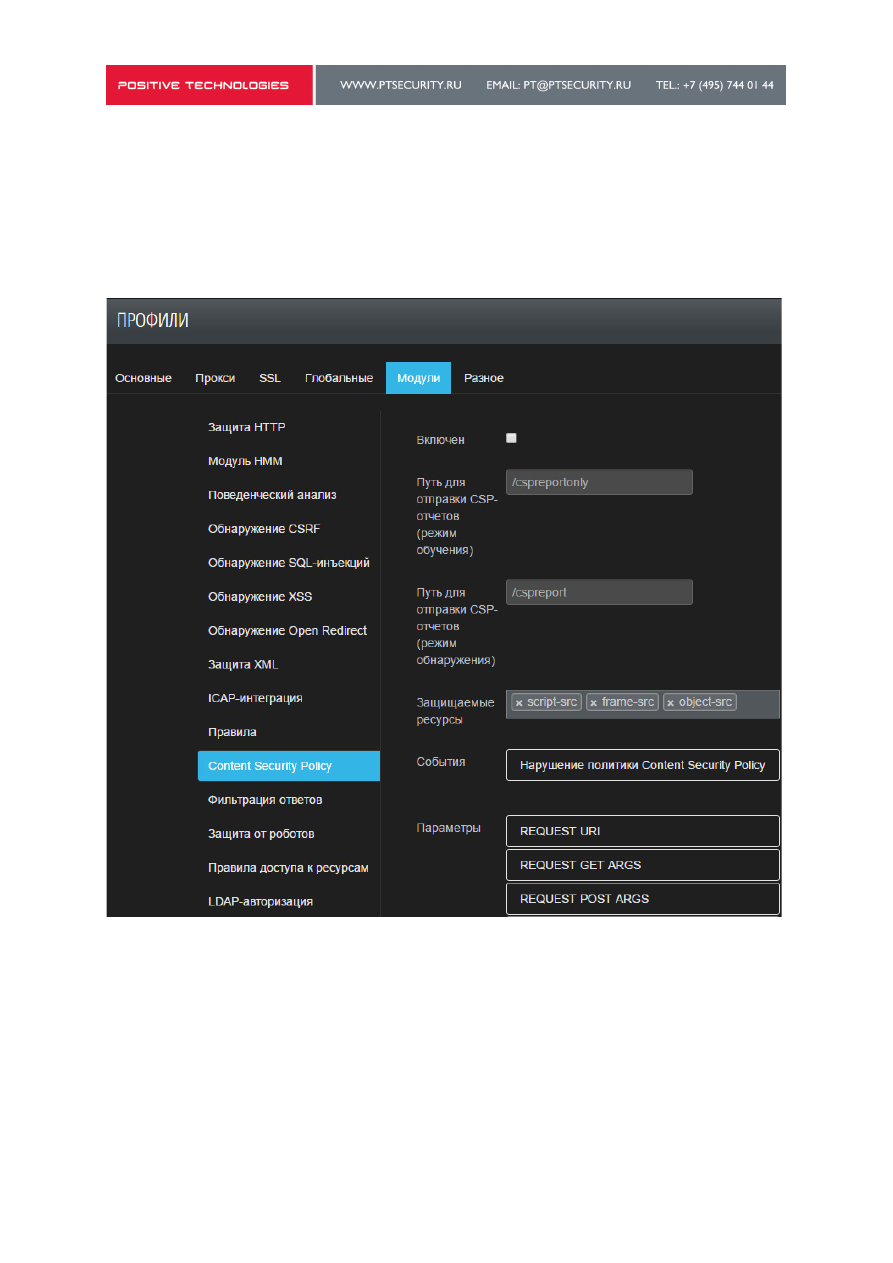 POSITIVE TECHNOLOGIES WWW.PTSECURITY.RU EMAIL: PT@PTSECURITY.RU TEL.: +7 (495) 744 01 44
ПРОФИЛИ
Основные Прокси SSL Глобальные Модули Разное
Защита HTTP
Модуль HMM
Поведенческий анализ
Обнаружение CSRF
Обнаружение SQL-инъекций
Обнаружение XSS
Обнаружение Open Redirect
Защита XML
ICAP-интеграция
Правила
Content Security Policy
Фильтрация ответов
Защита от роботов
Правила доступа к ресурсам
LDAP-авторизация
Включен
Путь для
отправки CSP-
отчетов
(режим
обучения)
/cspreportonly
Путь для
отправки CSP-
отчетов
(режим
обнаружения)
/cspreport
Защищаемые
ресурсы
× script-src × frame-src × object-src
События
Нарушение политики Content Security Policy
Параметры
REQUEST URI
REQUEST GET ARGS
REQUEST POST ARGS